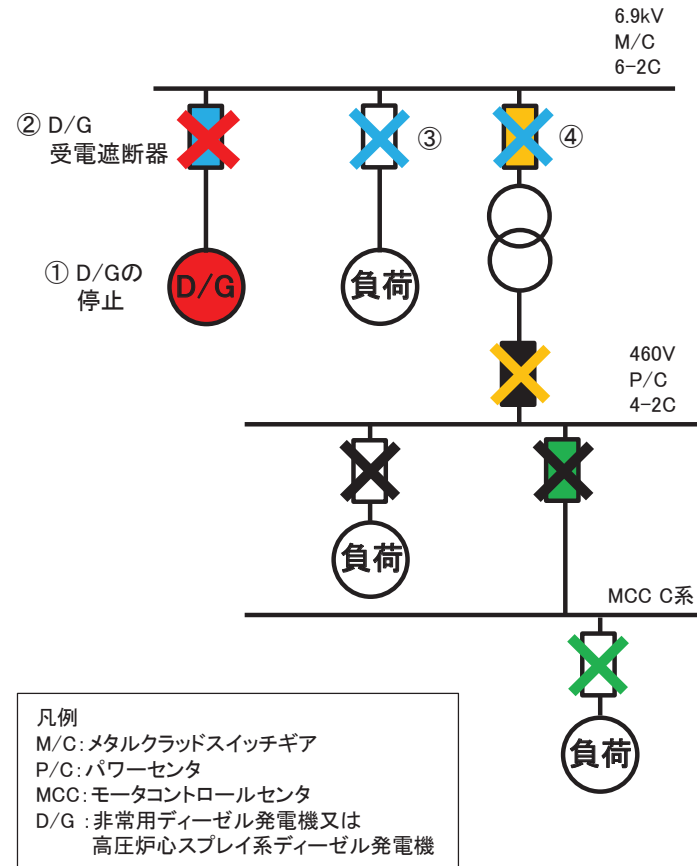 6.9kV
M/C
6-2C
② D/G
受電遮断器
③
④
① D/Gの
停止
D/G
負荷
460V
P/C
4-2C
負荷
MCC C系
負荷
凡例
M/C:メタルクラッドスイッチギア
P/C:パワーセンタ
MCC:モータコントロールセンタ
D/G :非常用ディーゼル発電機又は
高圧炉心スプレイ系ディーゼル発電機